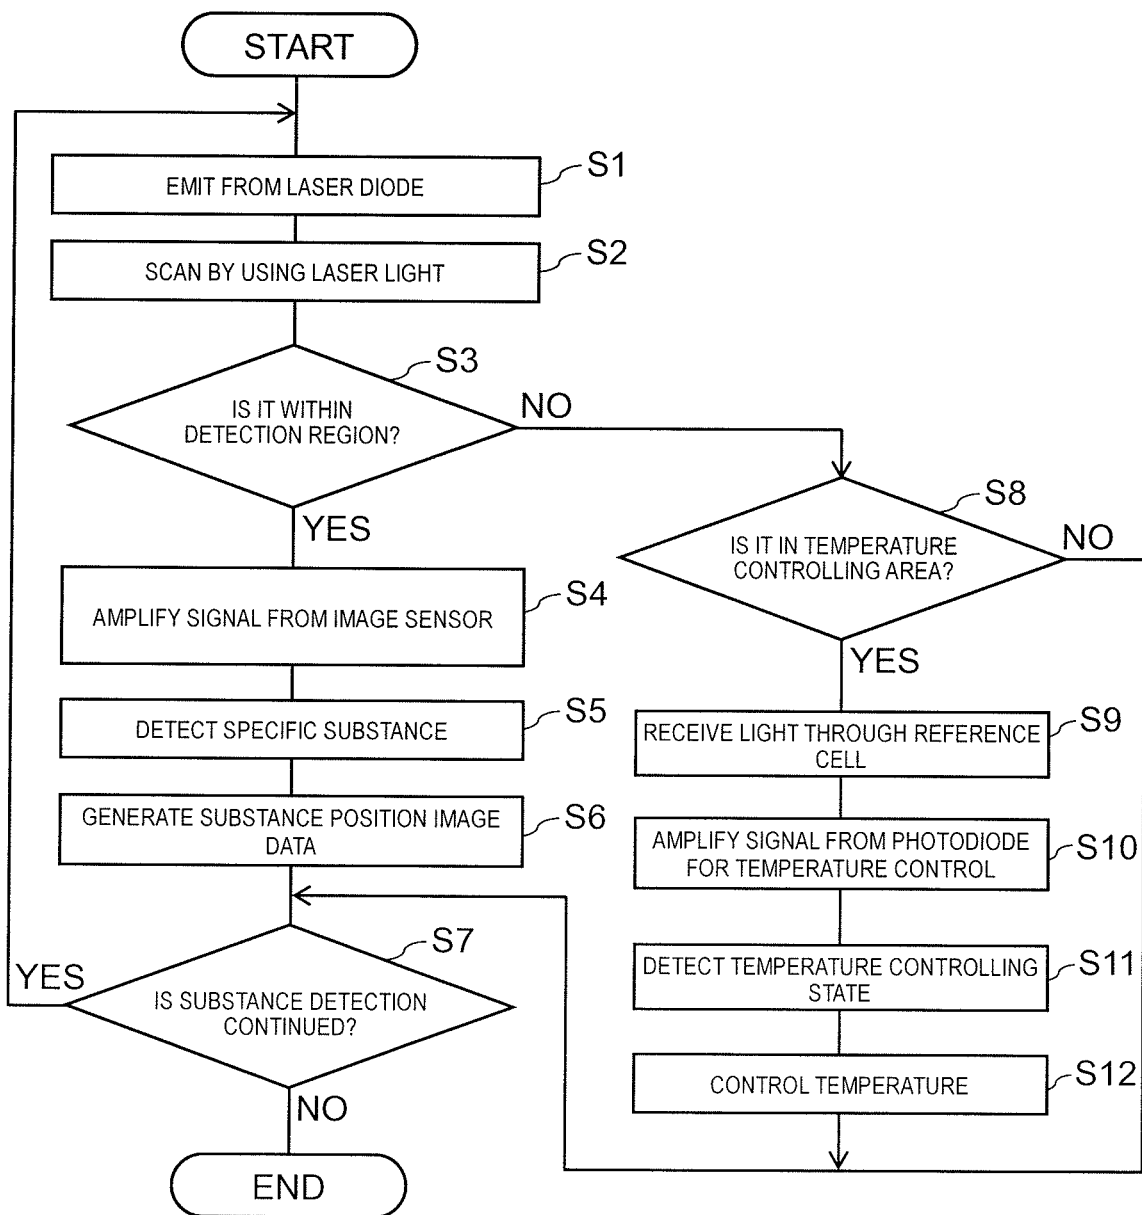 START
EMIT FROM LASER DIODE
S1
SCAN BY USING LASER LIGHT
S2
S3
IS IT WITHIN
DETECTION REGION?
NO
YES
S8
IS IT IN TEMPERATURE
CONTROLLING AREA?
NO
YES
AMPLIFY SIGNAL FROM IMAGE SENSOR
S4
DETECT SPECIFIC SUBSTANCE
S5
GENERATE SUBSTANCE POSITION IMAGE
DATA
S6
S7
YES
IS SUBSTANCE DETECTION
CONTINUED?
NO
END
RECEIVE LIGHT THROUGH REFERENCE
CELL
S9
AMPLIFY SIGNAL FROM PHOTODIODE
FOR TEMPERATURE CONTROL
S10
DETECT TEMPERATURE CONTROLLING
STATE
S11
CONTROL TEMPERATURE
S12